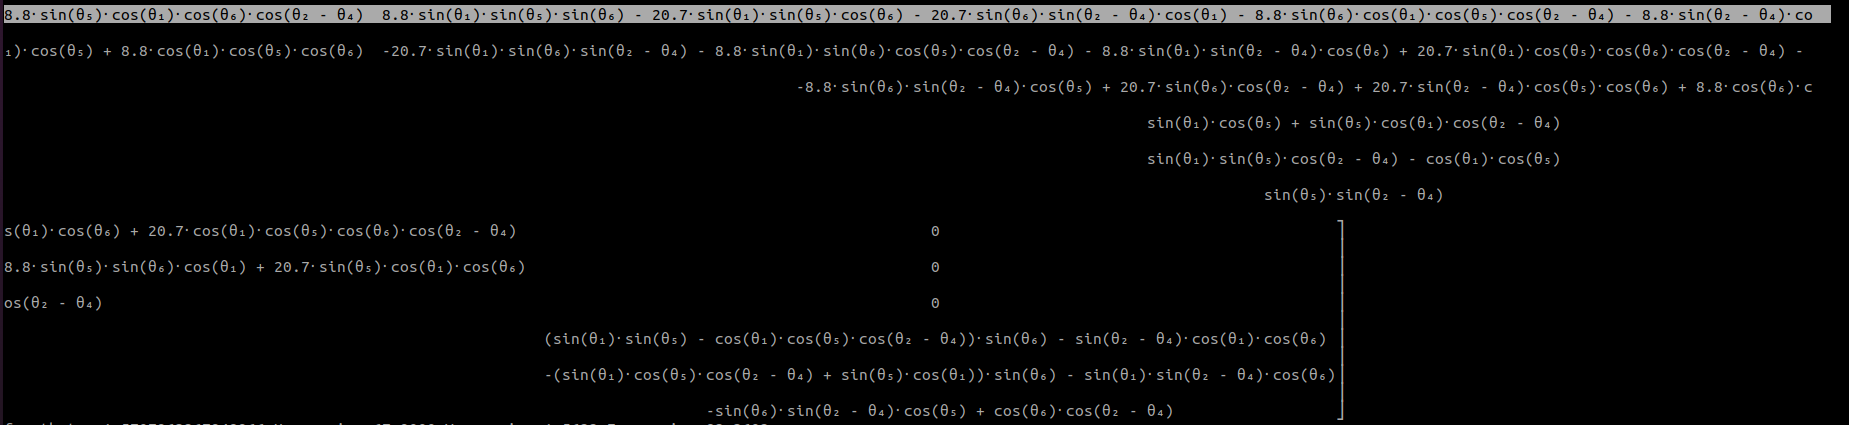 8.8⋅sin(θ₅)⋅cos(θ₁)⋅cos(θ₆)⋅cos(θ₂ - θ₄)  8.8⋅sin(θ₁)⋅sin(θ₅)⋅sin(θ₆) - 20.7⋅sin(θ₁)⋅sin(θ₅)⋅cos(θ₆) - 20.7⋅sin(θ₆)⋅sin(θ₂ - θ₄)⋅cos(θ₁) - 8.8⋅sin(θ₆)⋅cos(θ₁)⋅cos(θ₅)⋅cos(θ₂ - θ₄) - 8.8⋅sin(θ₂ - θ₄)⋅co
₁)⋅cos(θ₅) + 8.8⋅cos(θ₁)⋅cos(θ₅)⋅cos(θ₆)  -20.7⋅sin(θ₁)⋅sin(θ₆)⋅sin(θ₂ - θ₄) - 8.8⋅sin(θ₁)⋅sin(θ₆)⋅cos(θ₅)⋅cos(θ₂ - θ₄) - 8.8⋅sin(θ₁)⋅sin(θ₂ - θ₄)⋅cos(θ₆) + 20.7⋅sin(θ₁)⋅cos(θ₅)⋅cos(θ₆)⋅cos(θ₂ - θ₄) -
-8.8⋅sin(θ₆)⋅sin(θ₂ - θ₄)⋅cos(θ₅) + 20.7⋅sin(θ₆)⋅cos(θ₂ - θ₄) + 20.7⋅sin(θ₂ - θ₄)⋅cos(θ₅)⋅cos(θ₆) + 8.8⋅cos(θ₆)⋅c
sin(θ₁)⋅cos(θ₅) + sin(θ₅)⋅cos(θ₁)⋅cos(θ₂ - θ₄)
sin(θ₁)⋅sin(θ₅)⋅cos(θ₂ - θ₄) - cos(θ₁)⋅cos(θ₅)
sin(θ₅)⋅sin(θ₂ - θ₄)
s(θ₁)⋅cos(θ₆) + 20.7⋅cos(θ₁)⋅cos(θ₅)⋅cos(θ₆)⋅cos(θ₂ - θ₄) 0
8.8⋅sin(θ₅)⋅sin(θ₆)⋅cos(θ₁) + 20.7⋅sin(θ₅)⋅cos(θ₁)⋅cos(θ₆) 0
os(θ₂ - θ₄) 0
(sin(θ₁)⋅sin(θ₅) - cos(θ₁)⋅cos(θ₅)⋅cos(θ₂ - θ₄))⋅sin(θ₆) - sin(θ₂ - θ₄)⋅cos(θ₁)⋅cos(θ₆)
-(sin(θ₁)⋅cos(θ₅)⋅cos(θ₂ - θ₄) + sin(θ₅)⋅cos(θ₁))⋅sin(θ₆) - sin(θ₁)⋅sin(θ₂ - θ₄)⋅cos(θ₆)
-sin(θ₆)⋅sin(θ₂ - θ₄)⋅cos(θ₅) + cos(θ₆)⋅cos(θ₂ - θ₄)